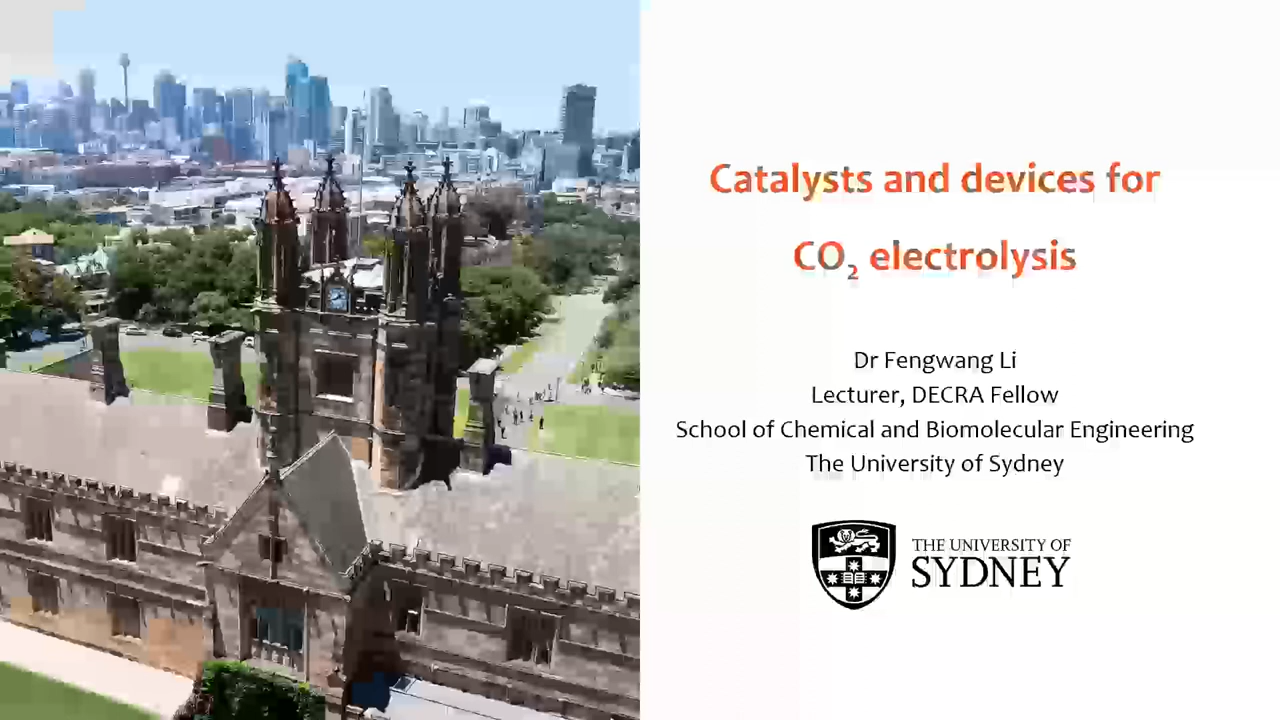 Catalysts and devices for
CO₂ electrolysis
Dr Fengwang Li
Lecturer, DECRA Fellow
School of Chemical and Biomolecular Engineering
The University of Sydney
THE UNIVERSITY OF
SYDNEY